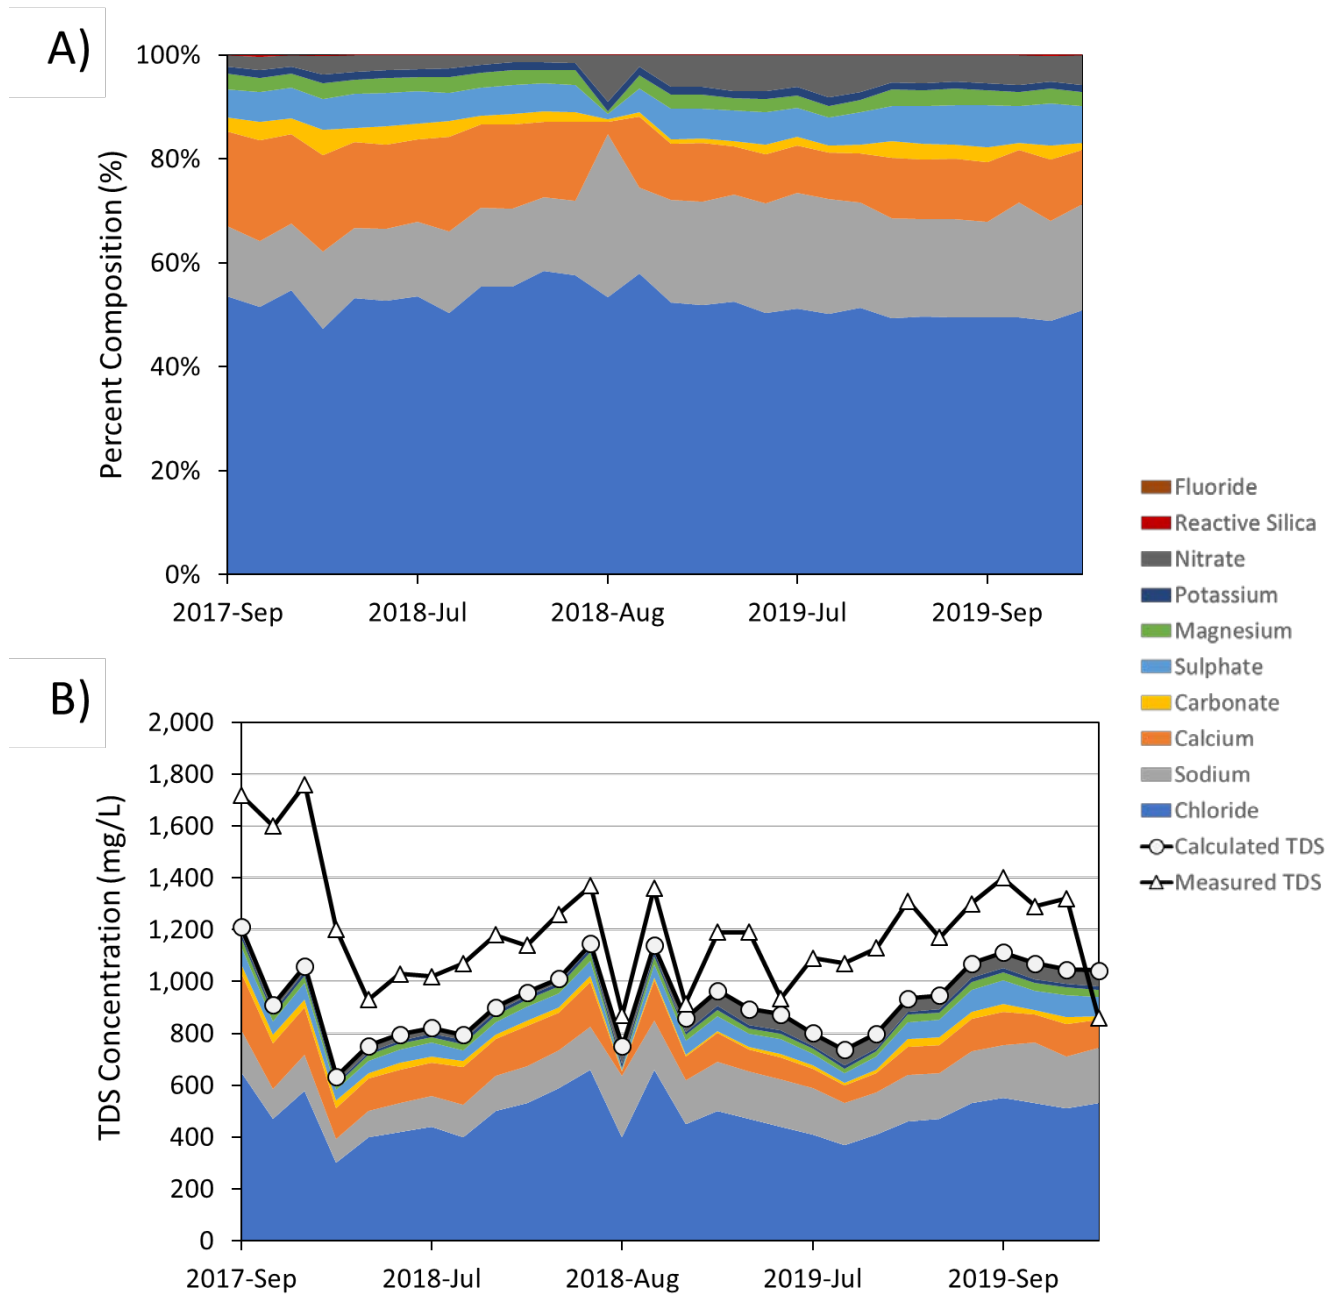 A)
Percent Composition (%)
100%
80%
60%
40%
20%
0%
2017-Sep 2018-Jul 2018-Aug 2019-Jul 2019-Sep
Fluoride
Reactive Silica
Nitrate
Potassium
Magnesium
Sulphate
Carbonate
Calcium
Sodium
Chloride
Calculated TDS
Measured TDS
B)
TDS Concentration (mg/L)
2,000
1,800
1,600
1,400
1,200
1,000
800
600
400
200
0
2017-Sep 2018-Jul 2018-Aug 2019-Jul 2019-Sep